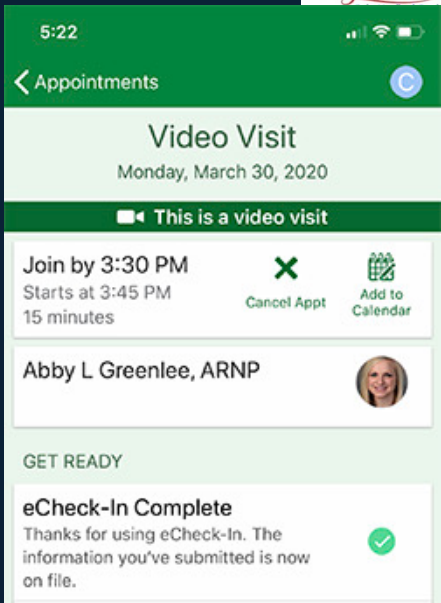 5:22
Appointments
C
Video Visit
Monday, March 30, 2020
This is a video visit
Join by 3:30 PM
Starts at 3:45 PM
15 minutes
Cancel Appt
Add to
Calendar
Abby L Greenlee, ARNP
GET READY
eCheck-In Complete
Thanks for using eCheck-In. The
information you've submitted is now
on file.